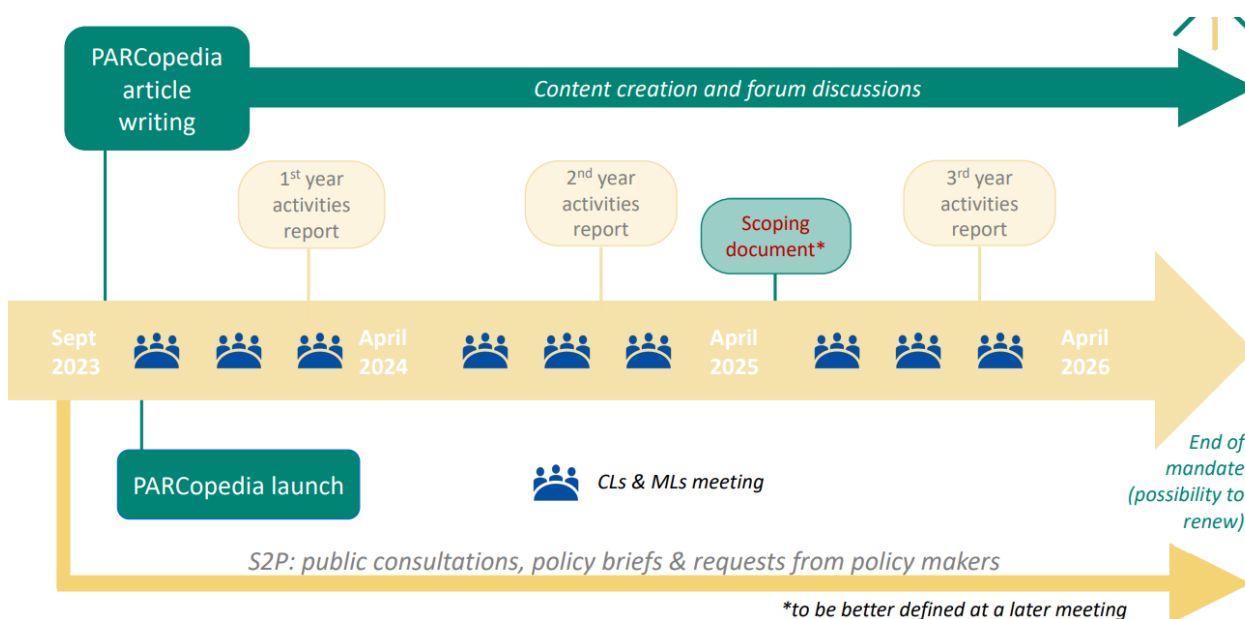 PARCopedia
article
writing
Content creation and forum discussions
1st year
activities
report
2nd year
activities
report
Scoping
document*
3rd year
activities
report
Sept
2023
April
2024
April
2025
April
2026
PARCopedia launch
CLs & MLs meeting
End of
mandate
(possibility to
renew)
S2P: public consultations, policy briefs & requests from policy makers
*to be better defined at a later meeting